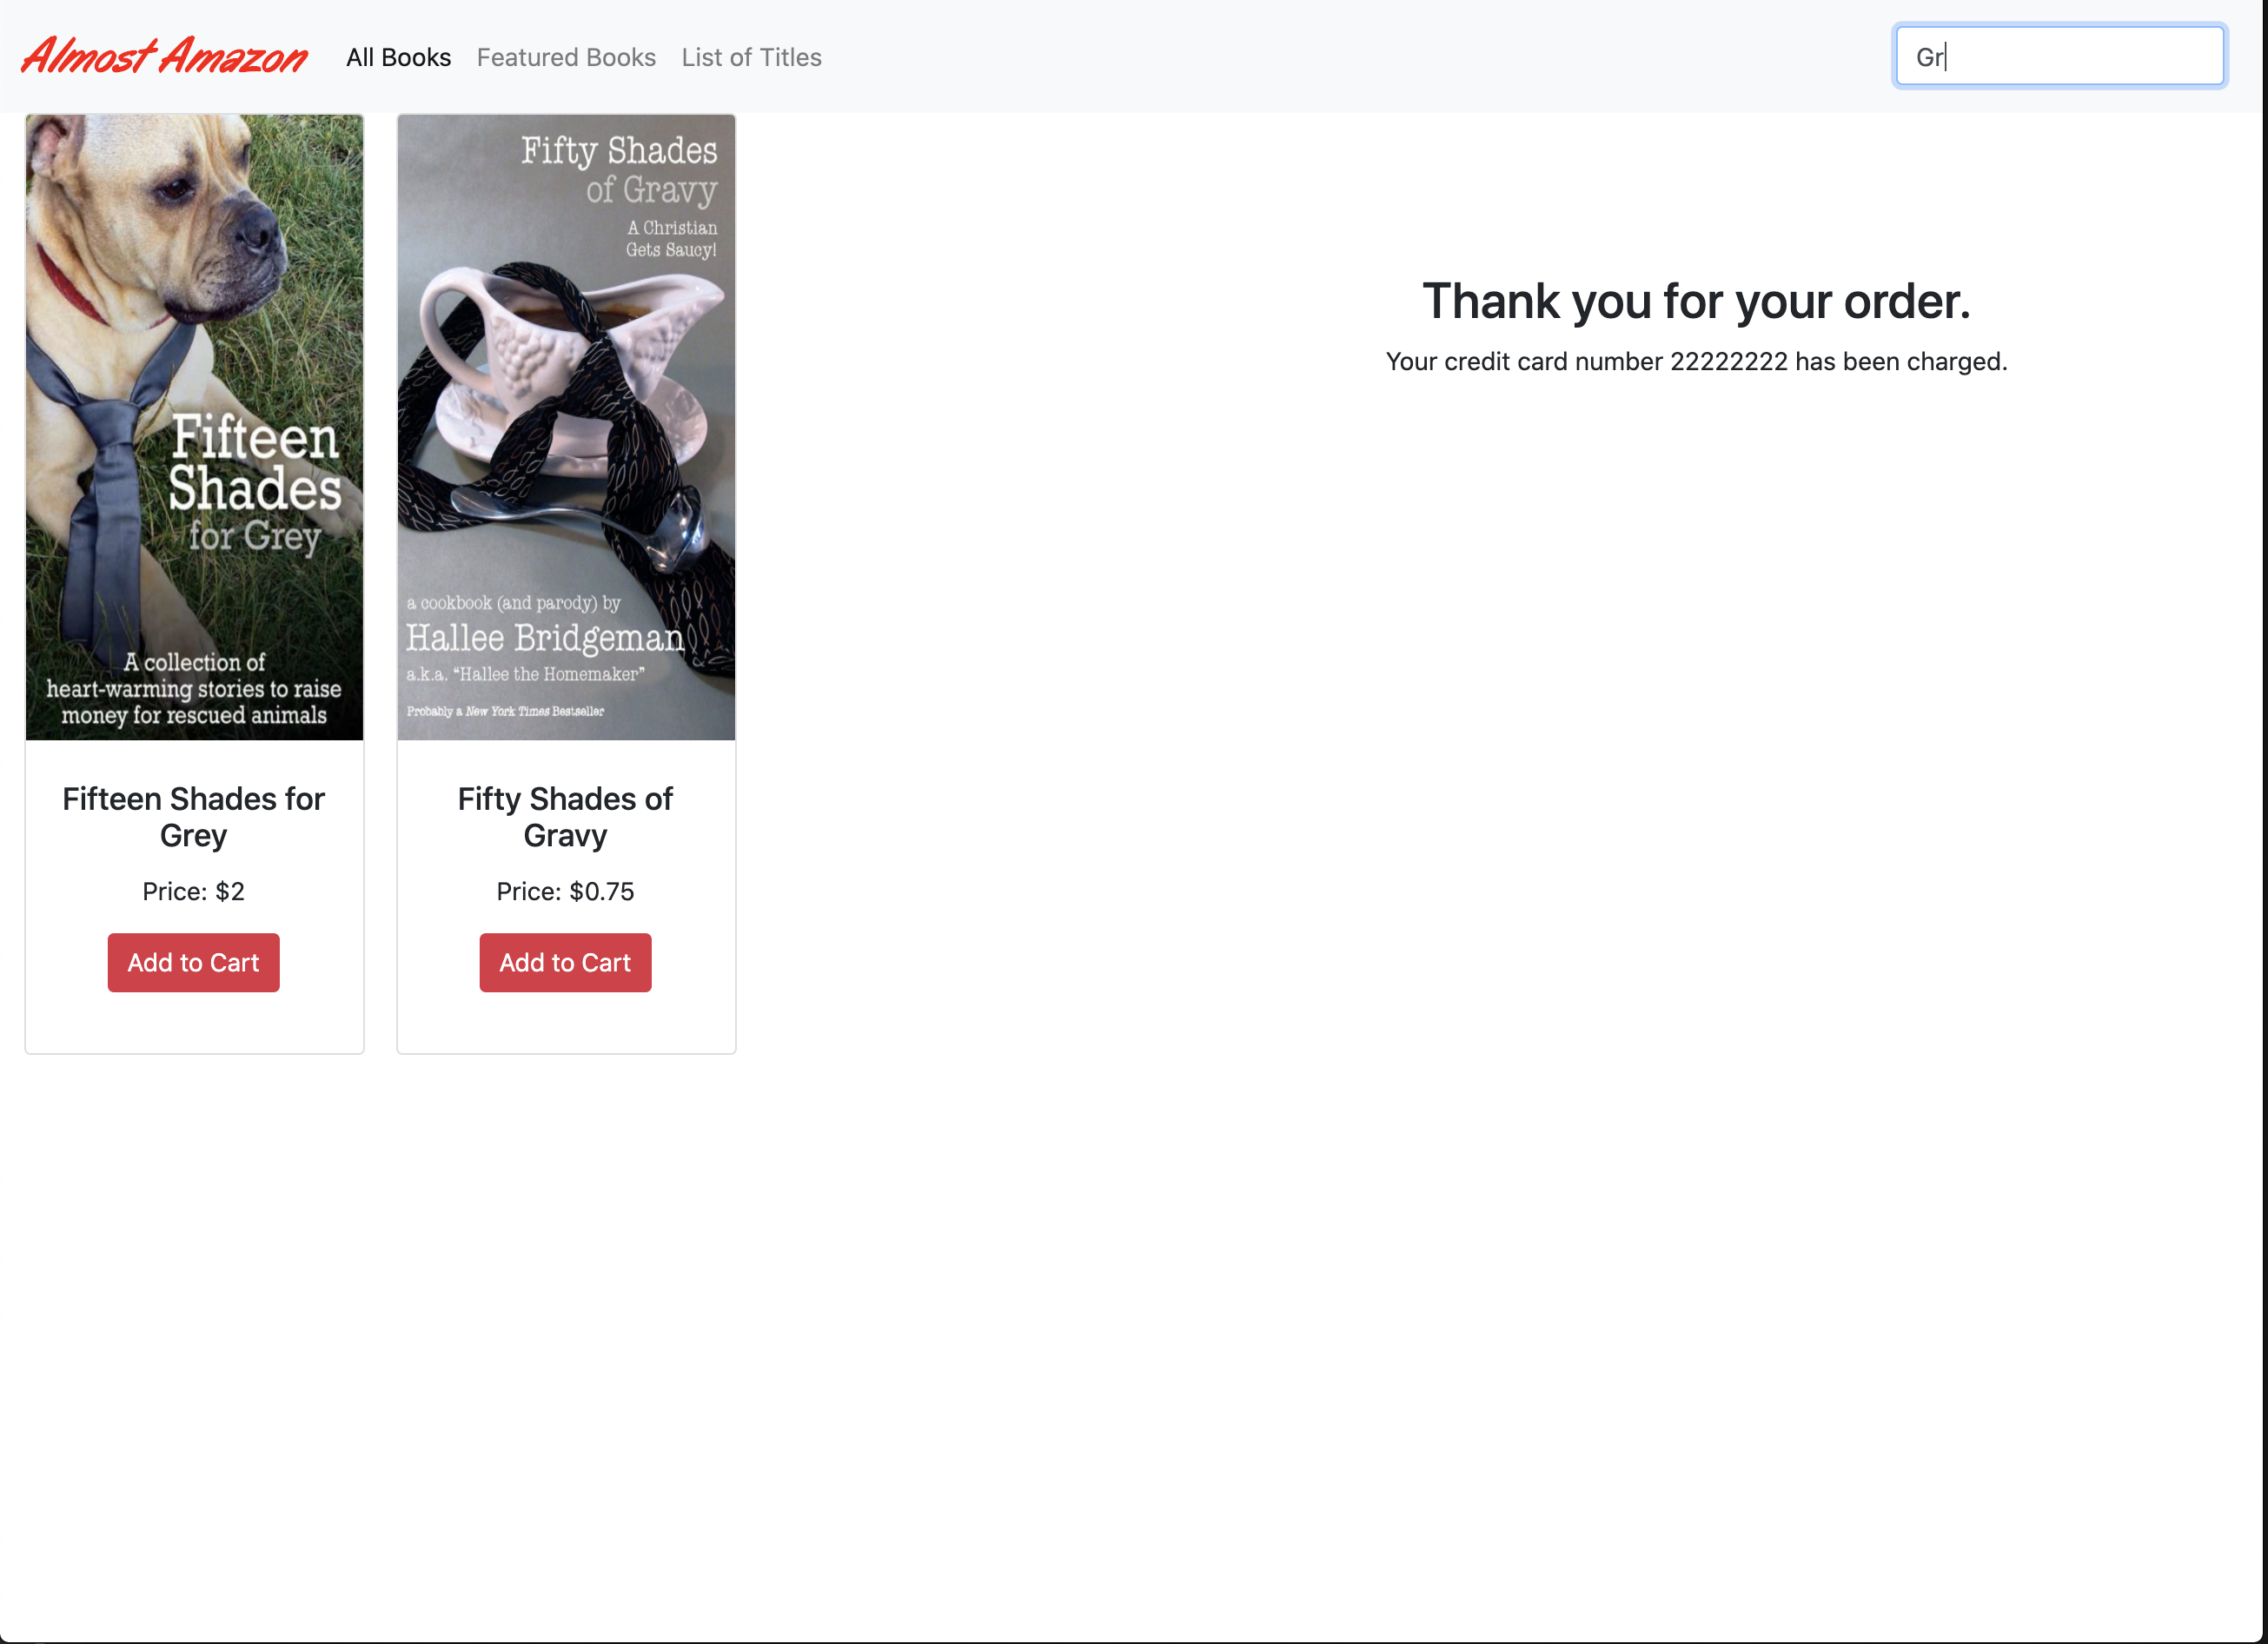 Almost Amazon
All Books
Featured Books
List of Titles
Gr
Fifteen
Shades
for Grey
A collection of
heart-warming stories to raise
money for rescued animals
Fifteen Shades for
Grey
Price: $2
Add to Cart
Fifty Shades
of Gravy
A Christian
Gets Saucy!
a cookbook (and parody) by
Hallee Bridgeman
a.k.a. “Hallee the Homemaker”
Probably a New York Times Bestseller
Fifty Shades of
Gravy
Price: $0.75
Add to Cart
Thank you for your order.
Your credit card number 22222222 has been charged.